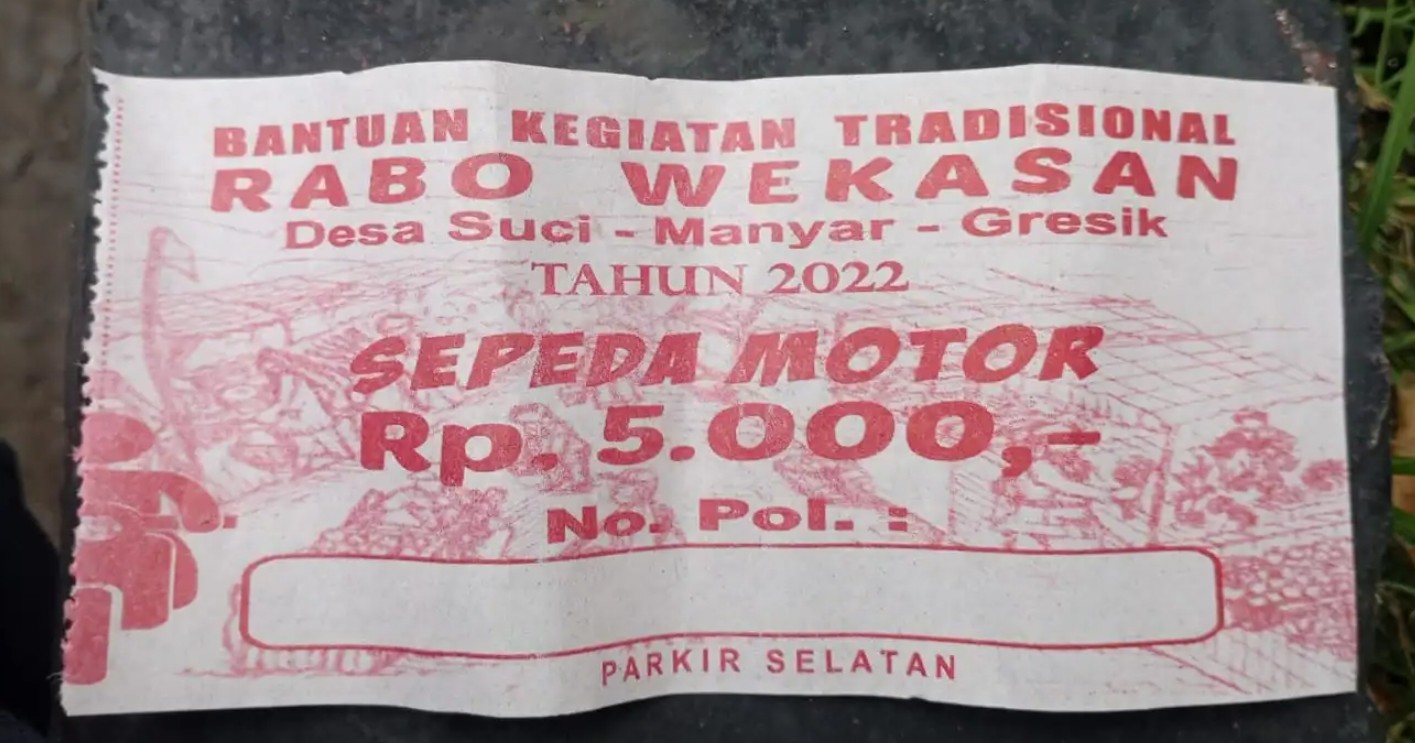 BANTUAN KEGIATAN TRADISIONAL
RABO WEKASAN
Desa Suci - Manyar - Gresik
TAHUN 2022
SEPEDA MOTOR
Rp. 5.000,-
No. Pol. :
PARKIR SELATAN